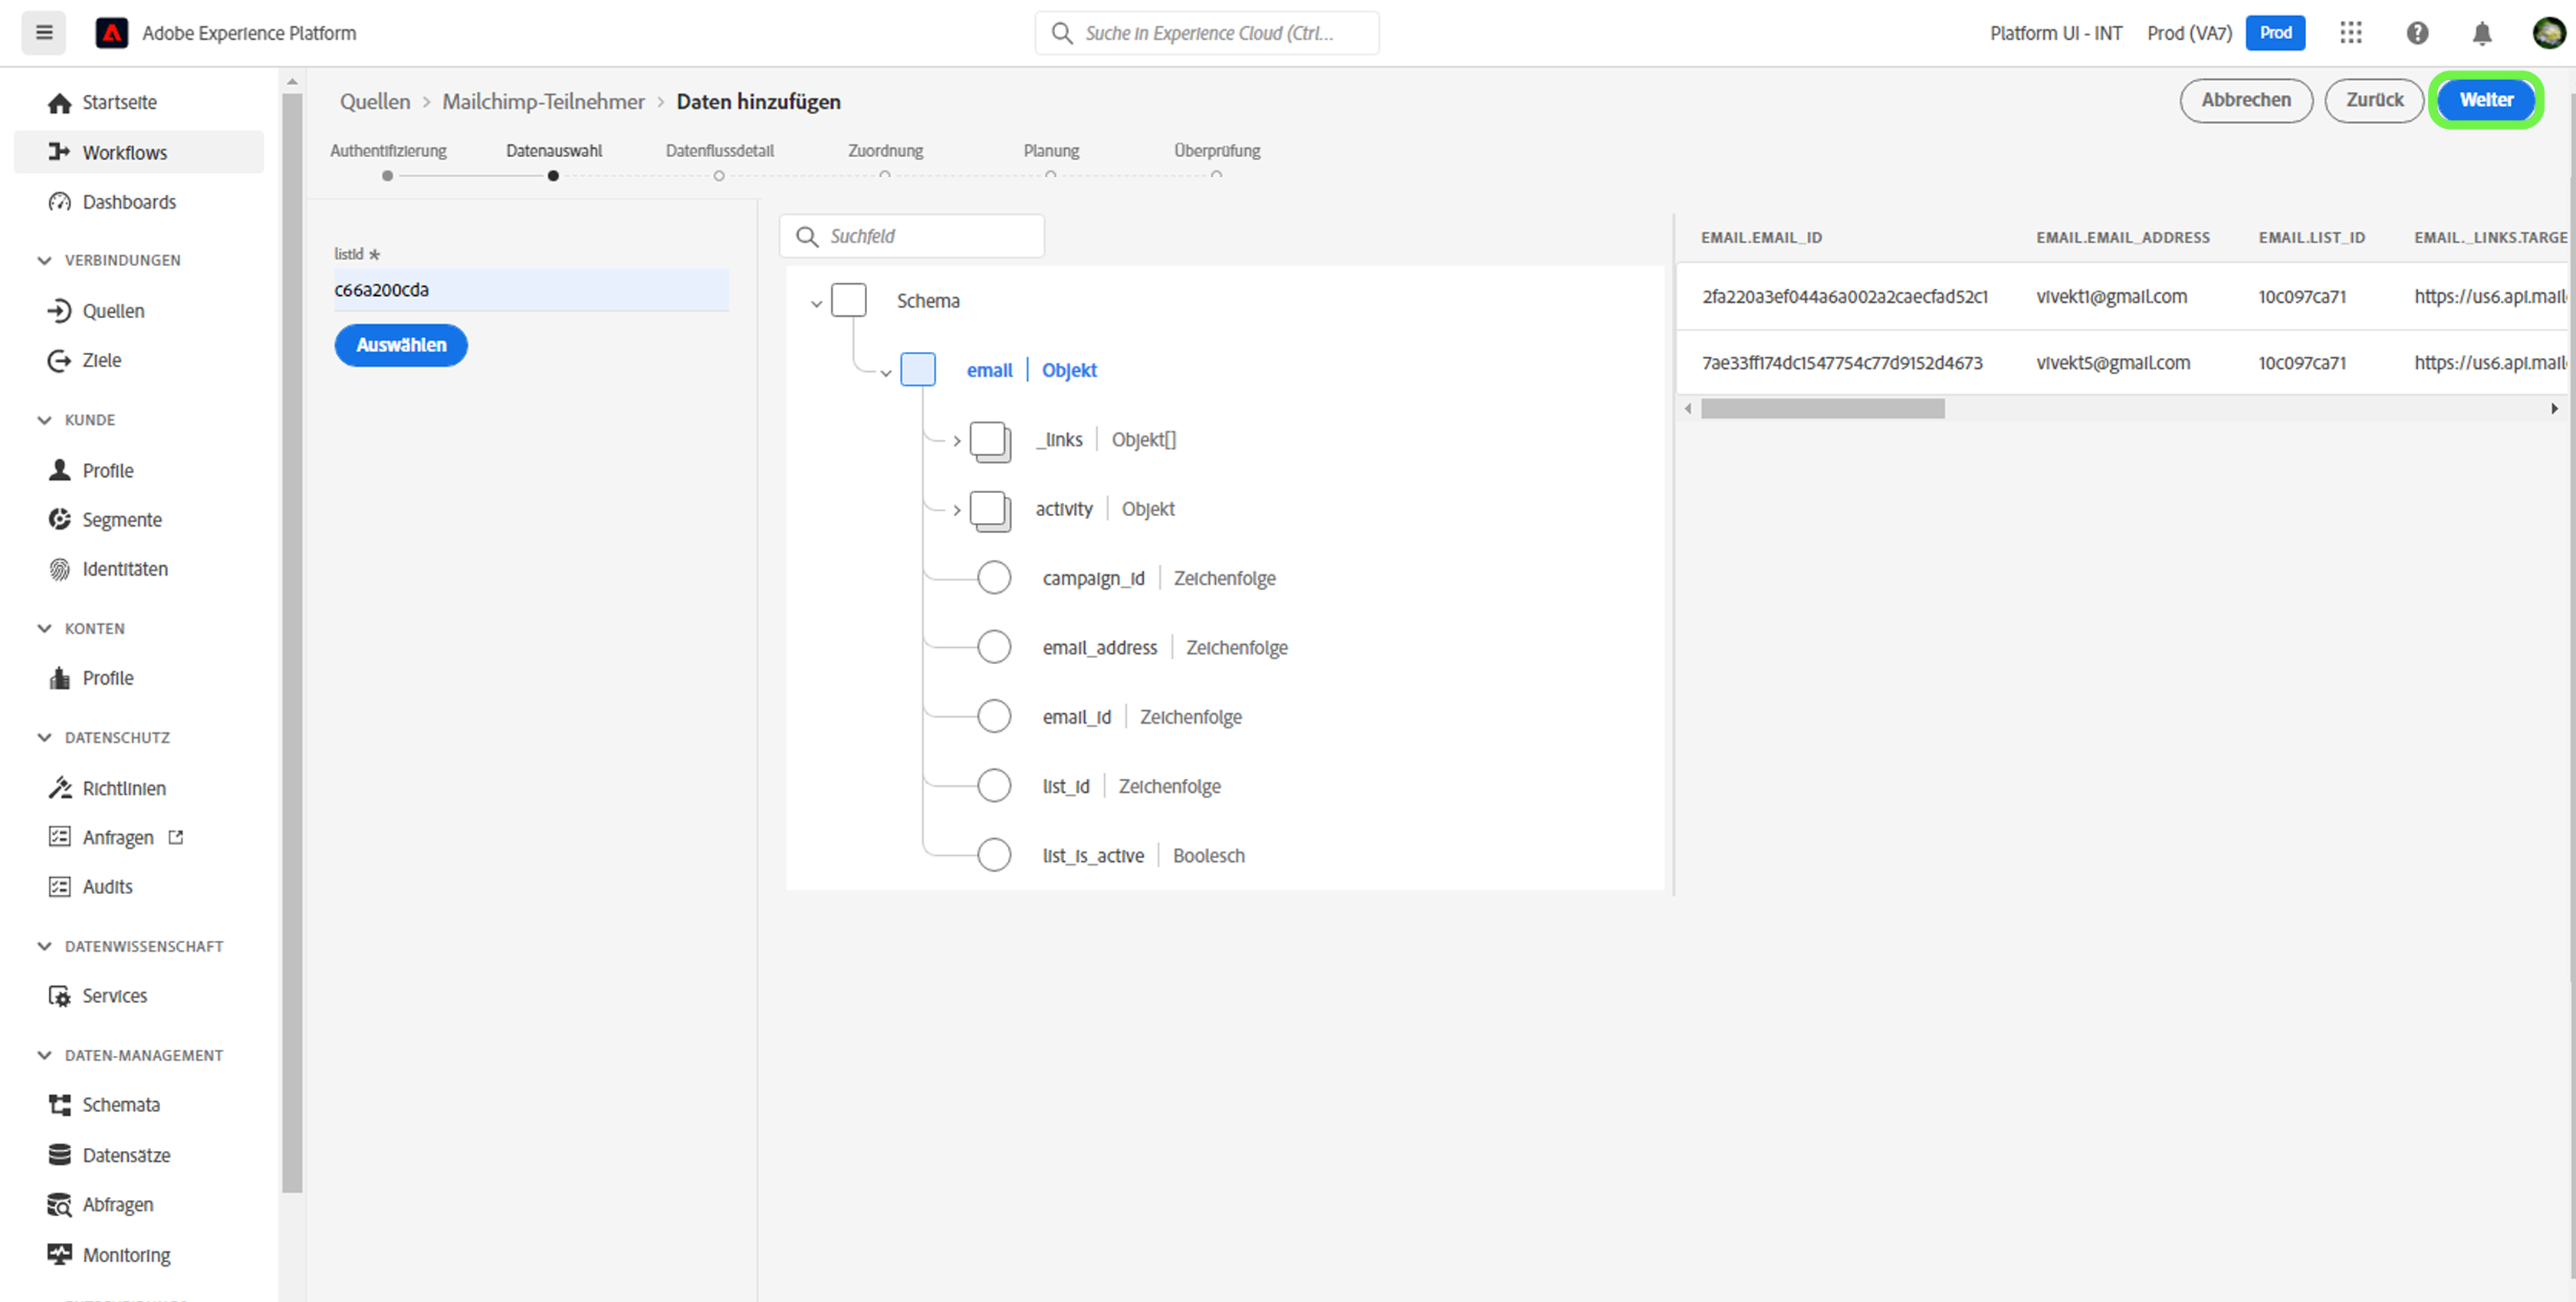 Adobe Experience Platform
Suche in Experience Cloud (Ctrl...
Platform UI - INT
Prod (VA7)
Prod
Startseite
Workflows
Dashboards
VERBINDUNGEN
Quellen
Ziele
KUNDE
Profile
Segmente
Identitäten
KONTEN
Profile
DATENSCHUTZ
Richtlinien
Anfragen
Audits
DATENWISSENSCHAFT
Services
DATEN-MANAGEMENT
Schemata
Datensätze
Abfragen
Monitoring
Quellen > Mailchimp-Teilnehmer > Daten hinzufügen
Abbrechen
Zurück
Weiter
Authentifizierung
Datenauswahl
Datenflussdetail
Zuordnung
Planung
Überprüfung
listId *
c66a200cda
Auswählen
Suchfeld
Schema
email | Objekt
_links | Objekt[]
activity | Objekt
campaign_id | Zeichenfolge
email_address | Zeichenfolge
email_id | Zeichenfolge
list_id | Zeichenfolge
list_is_active | Boolesch
EMAIL.EMAIL_ID EMAIL.EMAIL_ADDRESS EMAIL.LIST_ID EMAIL._LINKS.TARGE
2fa220a3ef044a6a002a2caecfad52c1 vivekt1@gmail.com 10c097ca71 https://us6.api.mail
7ae33ff174dc1547754c77d9152d4673 vivekt5@gmail.com 10c097ca71 https://us6.api.mail